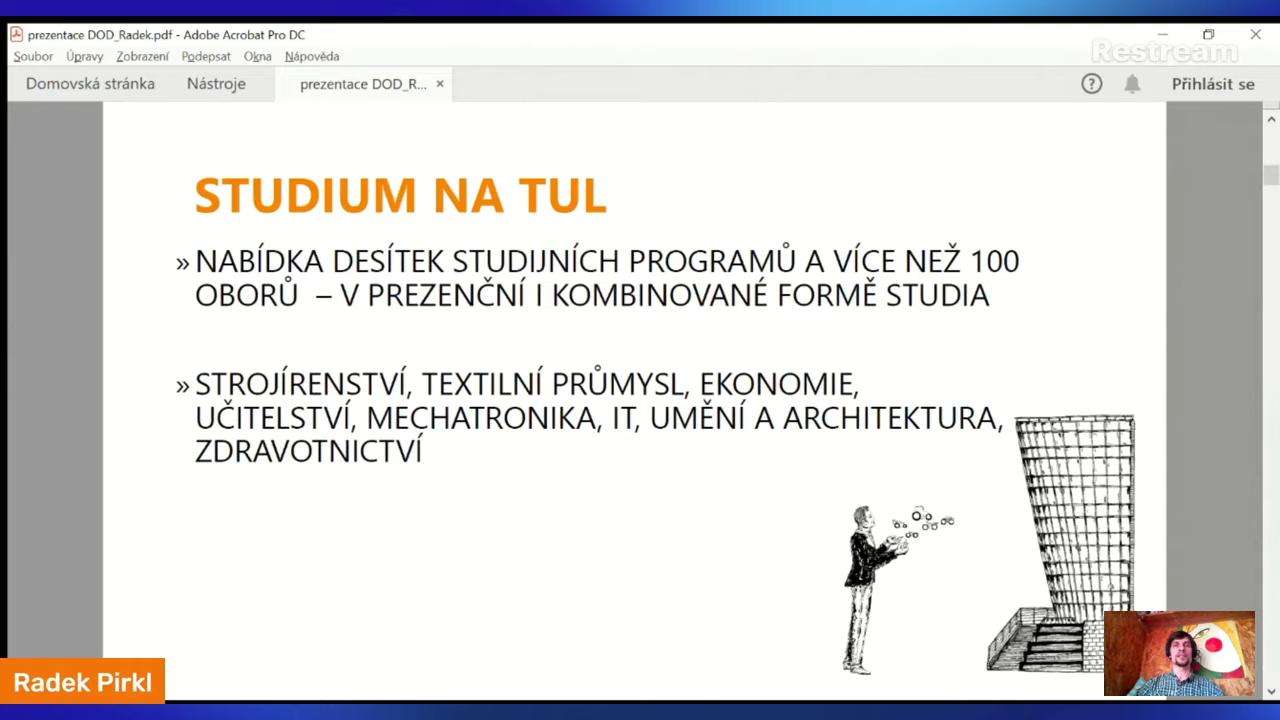 prezentace DOD_Radek.pdf - Adobe Acrobat Pro DC
Restream
Soubor Úpravy Zobrazení Podepsat Okna Nápověda
Domovská stránka Nástroje prezentace DOD_R... × ? Přihlásit se
STUDIUM NA TUL
» NABÍDKA DESÍTEK STUDIJNÍCH PROGRAMŮ A VÍCE NEŽ 100
OBORŮ – V PREZENČNÍ I KOMBINOVANÉ FORMĚ STUDIA
» STROJÍRENSTVÍ, TEXTILNÍ PRŮMYSL, EKONOMIE,
UČITELSTVÍ, MECHATRONIKA, IT, UMĚNÍ A ARCHITEKTURA,
ZDRAVOTNICTVÍ
Radek Pirkl